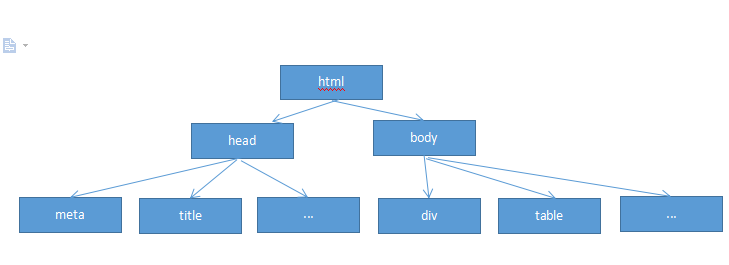 html
head
body
meta
title
...
div
table
...